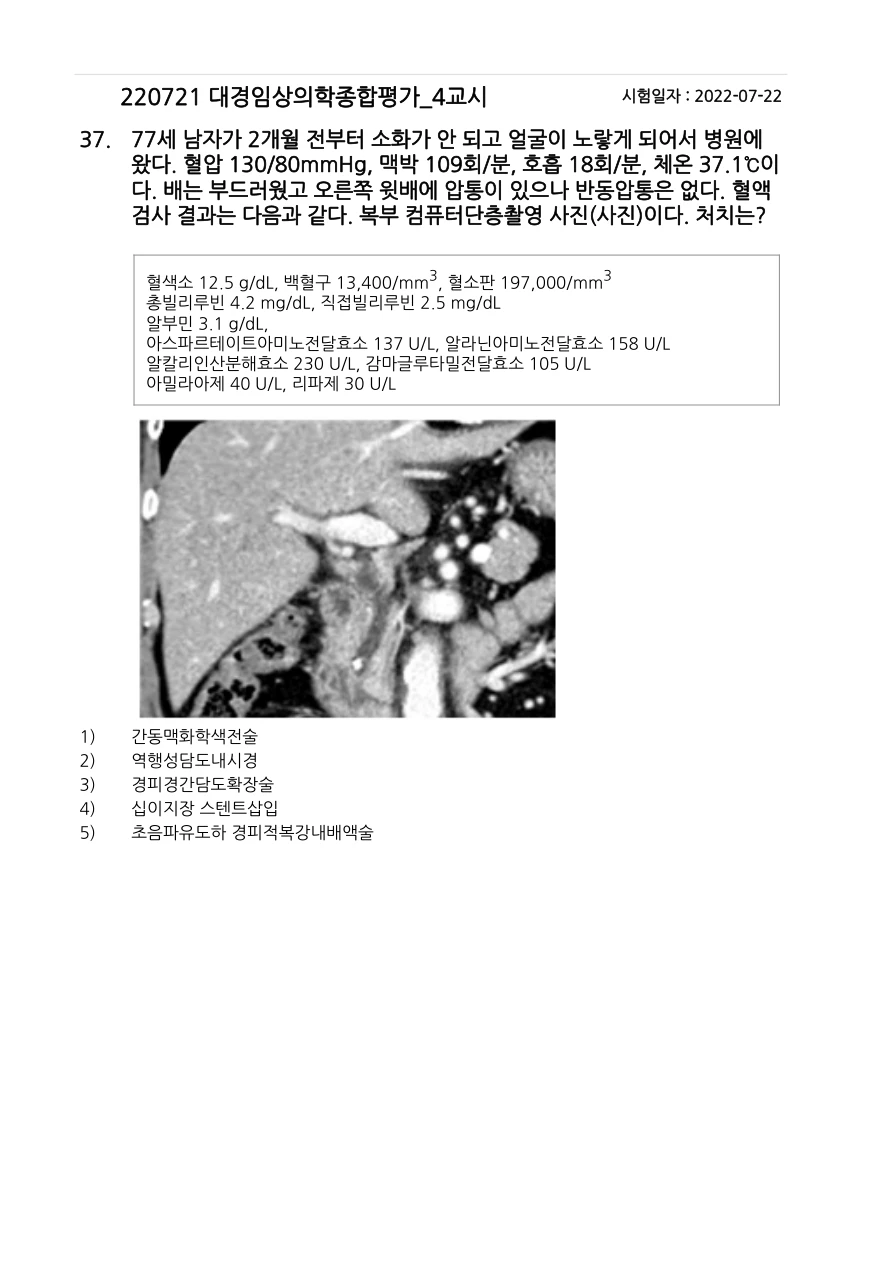 220721 대경임상의학종합평가_4교시
시험일자 : 2022-07-22
37. 77세 남자가 2개월 전부터 소화가 안 되고 얼굴이 노랗게 되어서 병원에
왔다. 혈압 130/80mmHg, 맥박 109회/분, 호흡 18회/분, 체온 37.1℃이
다. 배는 부드러웠고 오른쪽 윗배에 압통이 있으나 반동압통은 없다. 혈액
검사 결과는 다음과 같다. 복부 컴퓨터단층촬영 사진(사진)이다. 처치는?
혈색소 12.5 g/dL, 백혈구 13,400/mm³, 혈소판 197,000/mm³
총빌리루빈 4.2 mg/dL, 직접빌리루빈 2.5 mg/dL
알부민 3.1 g/dL,
아스파르테이트아미노전달효소 137 U/L, 알라닌아미노전달효소 158 U/L
알칼리인산분해효소 230 U/L, 감마글루타밀전달효소 105 U/L
아밀라아제 40 U/L, 리파제 30 U/L
1) 간동맥화학색전술
2) 역행성담도내시경
3) 경피경간담도확장술
4) 십이지장 스텐트삽입
5) 초음파유도하 경피적복강내배액술